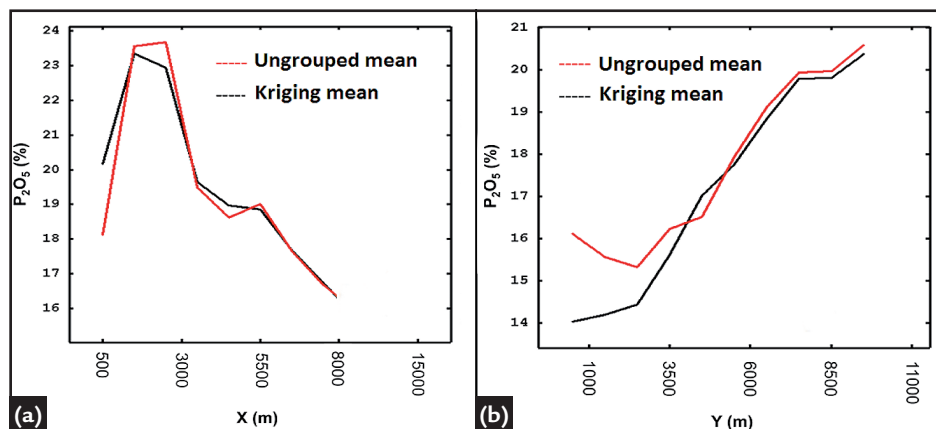 24
23
22
21
20
19
18
16
P₂O₅ (%)
Ungrouped mean
Kriging mean
500
3000
5500
8000
15000
X (m)
(a)
21
20
19
18
17
16
15
14
P₂O₅ (%)
Ungrouped mean
Kriging mean
1000
3500
6000
8500
11000
Y (m)
(b)